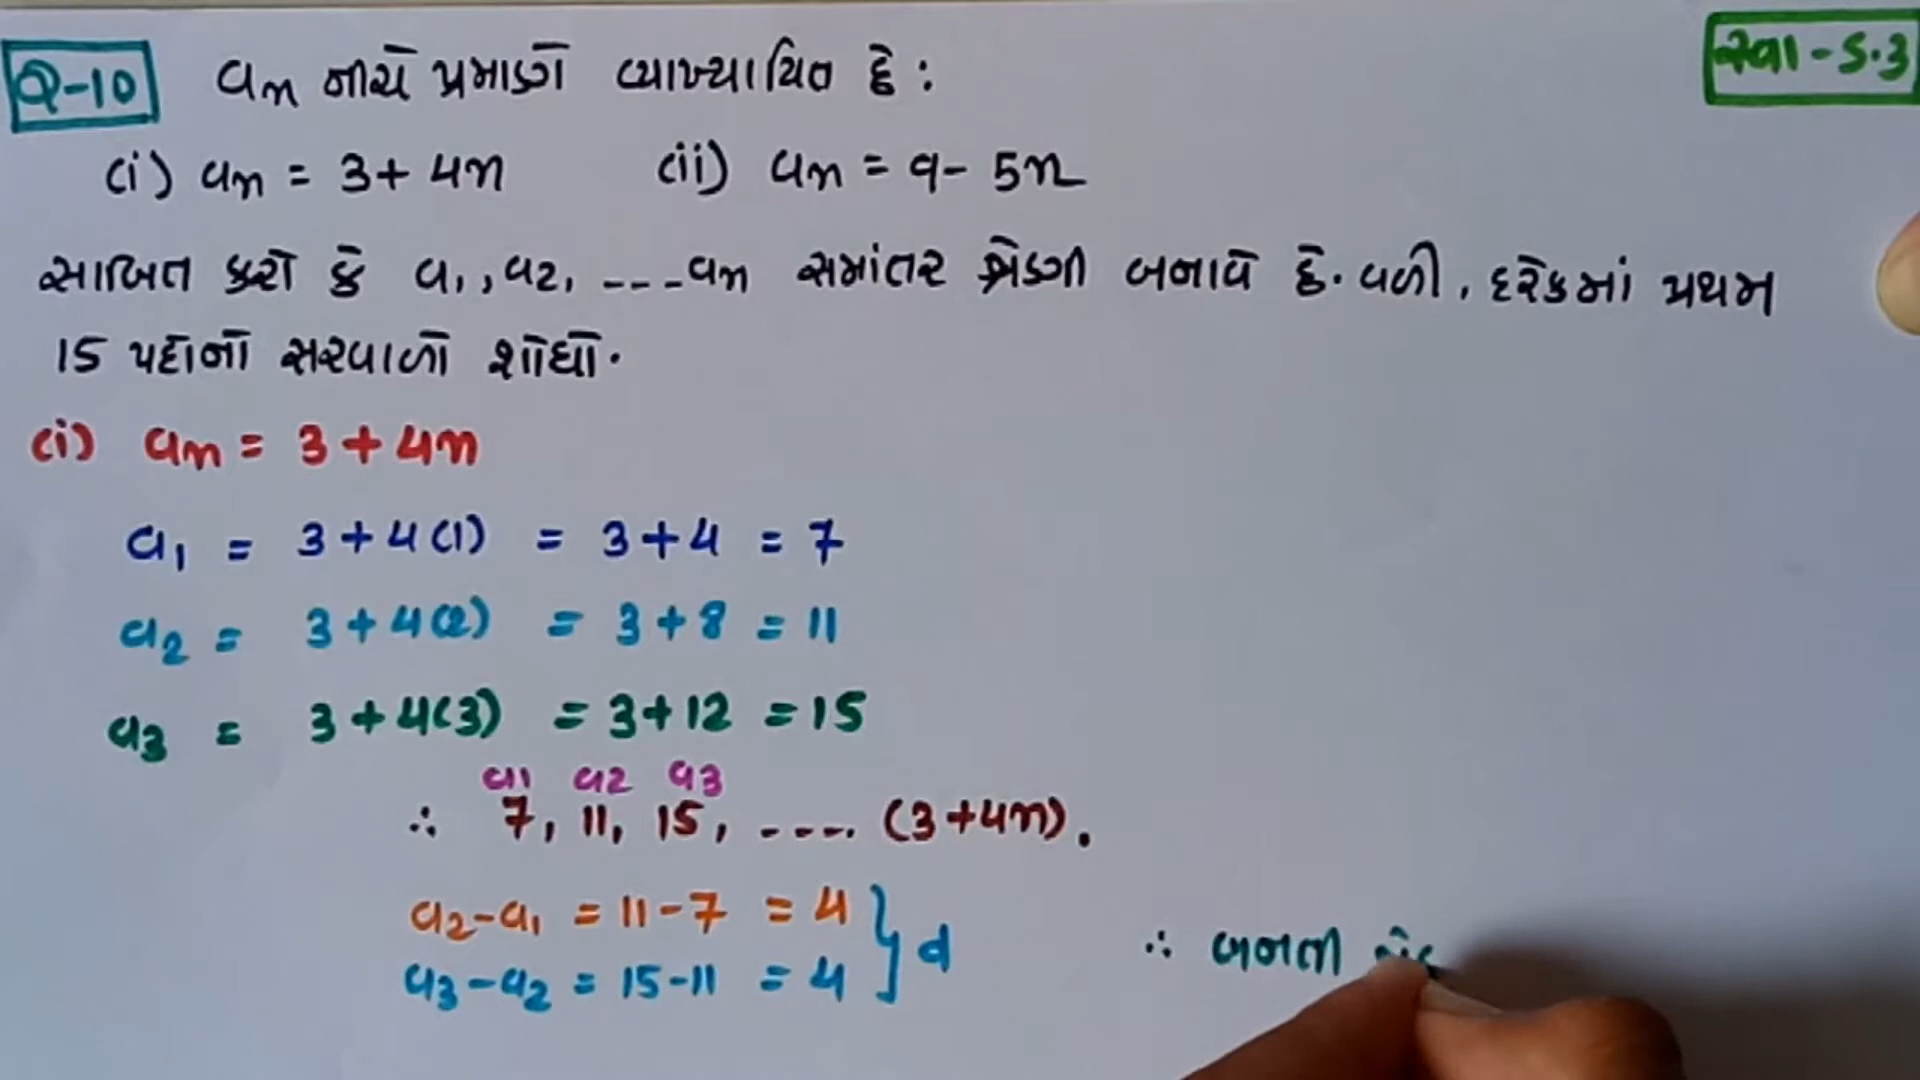 Q-10 an નીચે પ્રમાણે વ્યાખ્યાયિત છે : સ્વા-5.3
(i) an = 3 + 4n (ii) an = 9 - 5n
સાબિત કરો કે a1, a2, ---- an સમાંતર શ્રેણી બનાવે છે. વળી, દરેકમાં પ્રથમ
15 પદોનો સરવાળો શોધો.
(i) an = 3 + 4n
a1 = 3 + 4(1) = 3 + 4 = 7
a2 = 3 + 4(2) = 3 + 8 = 11
a3 = 3 + 4(3) = 3 + 12 = 15
a1 a2 a3
∴ 7, 11, 15, ---- (3 + 4n).
a2 - a1 = 11 - 7 = 4
a3 - a2 = 15 - 11 = 4 } d ∴ બનતી